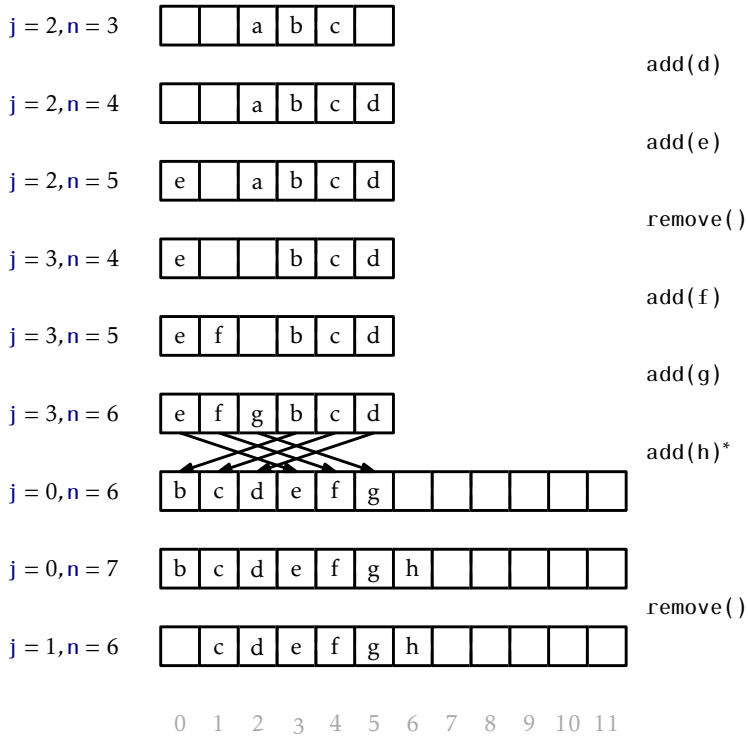 j = 2, n = 3 a b c
add(d)
j = 2, n = 4 a b c d
add(e)
j = 2, n = 5 e a b c d
remove()
j = 3, n = 4 e b c d
add(f)
j = 3, n = 5 e f b c d
add(g)
j = 3, n = 6 e f g b c d
add(h)*
j = 0, n = 6 b c d e f g
j = 0, n = 7 b c d e f g h
remove()
j = 1, n = 6 c d e f g h
0 1 2 3 4 5 6 7 8 9 10 11